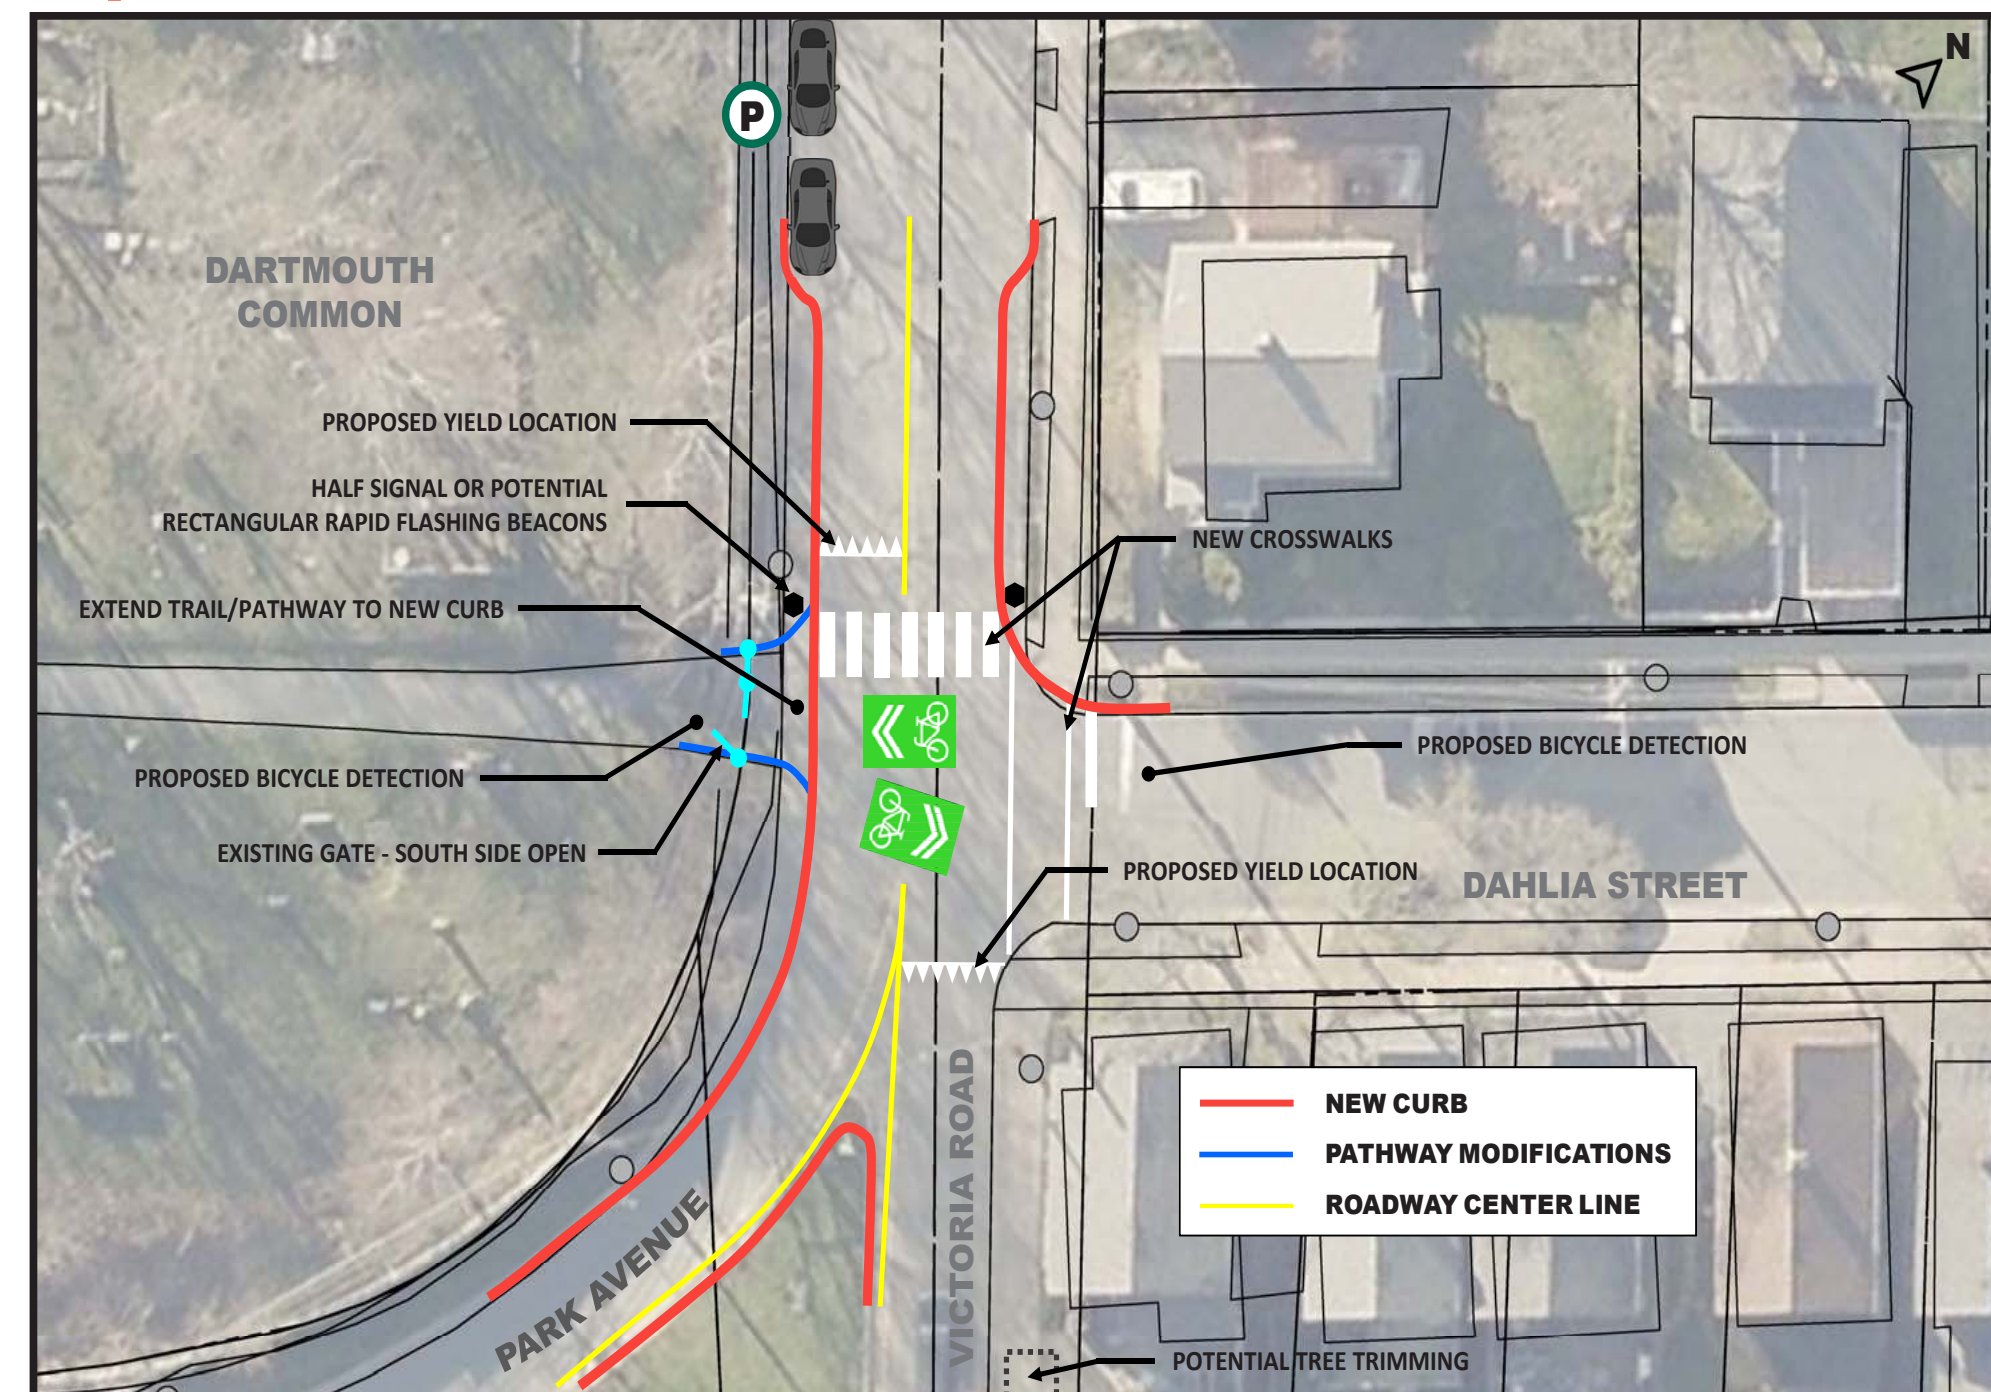 N
P
DARTMOUTH
COMMON
PROPOSED YIELD LOCATION
HALF SIGNAL OR POTENTIAL
RECTANGULAR RAPID FLASHING BEACONS
NEW CROSSWALKS
EXTEND TRAIL/PATHWAY TO NEW CURB
PROPOSED BICYCLE DETECTION
PROPOSED BICYCLE DETECTION
EXISTING GATE - SOUTH SIDE OPEN
PROPOSED YIELD LOCATION
DAHLIA STREET
NEW CURB
PATHWAY MODIFICATIONS
ROADWAY CENTER LINE
PARK AVENUE
VICTORIA ROAD
POTENTIAL TREE TRIMMING